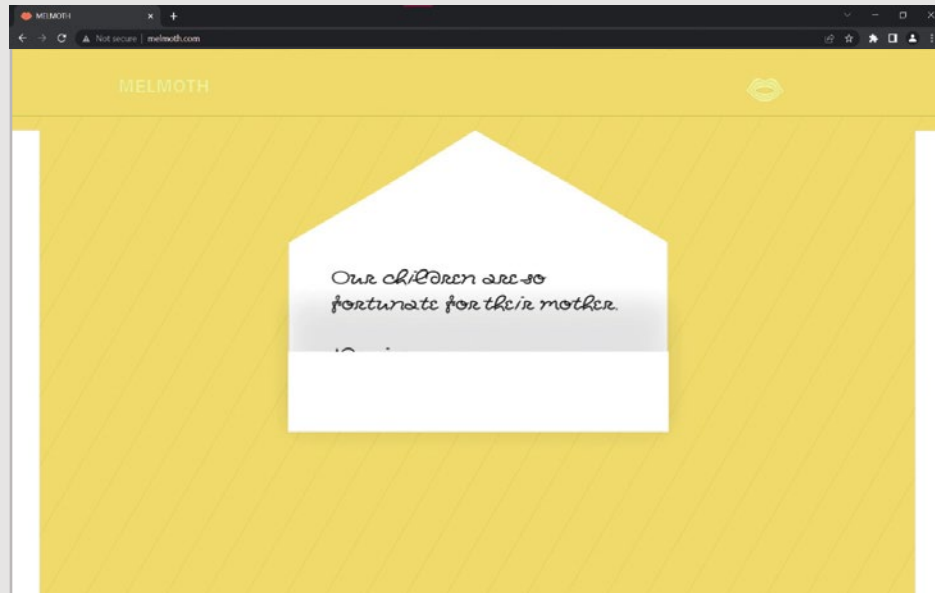 MELMOTH
Not secure | melmoth.com
MELMOTH
Our children are so
fortunate for their mother.